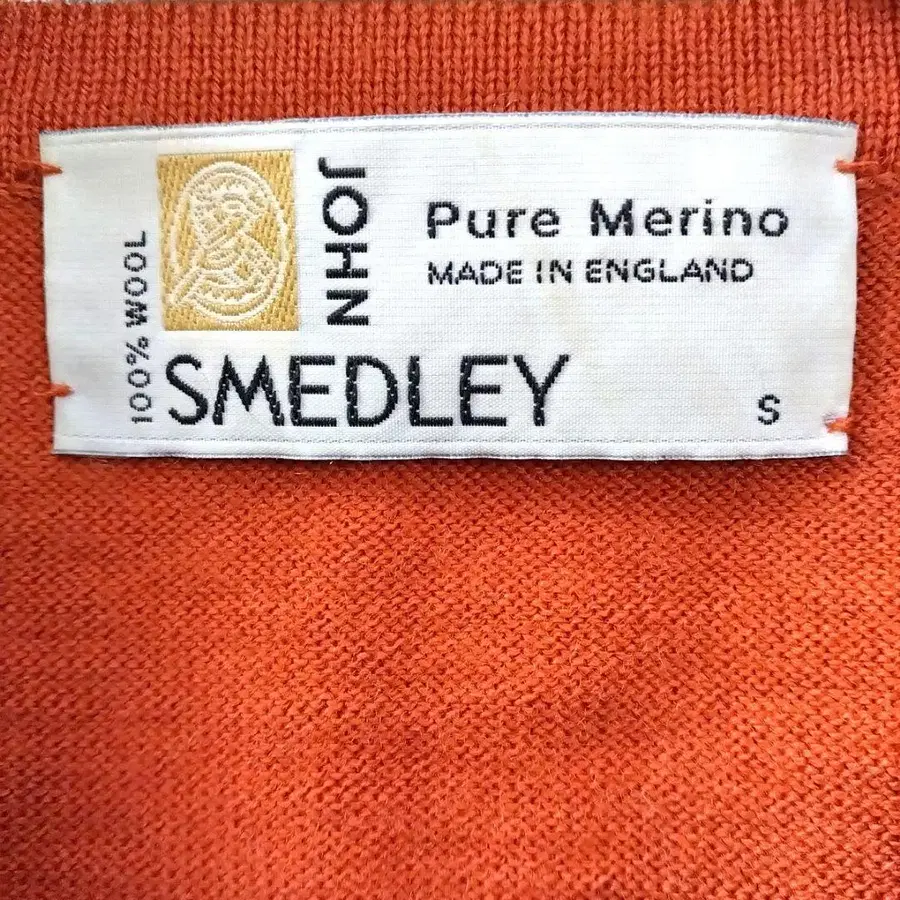 100% WOOL
JOHN
SMEDLEY
Pure Merino
MADE IN ENGLAND
S